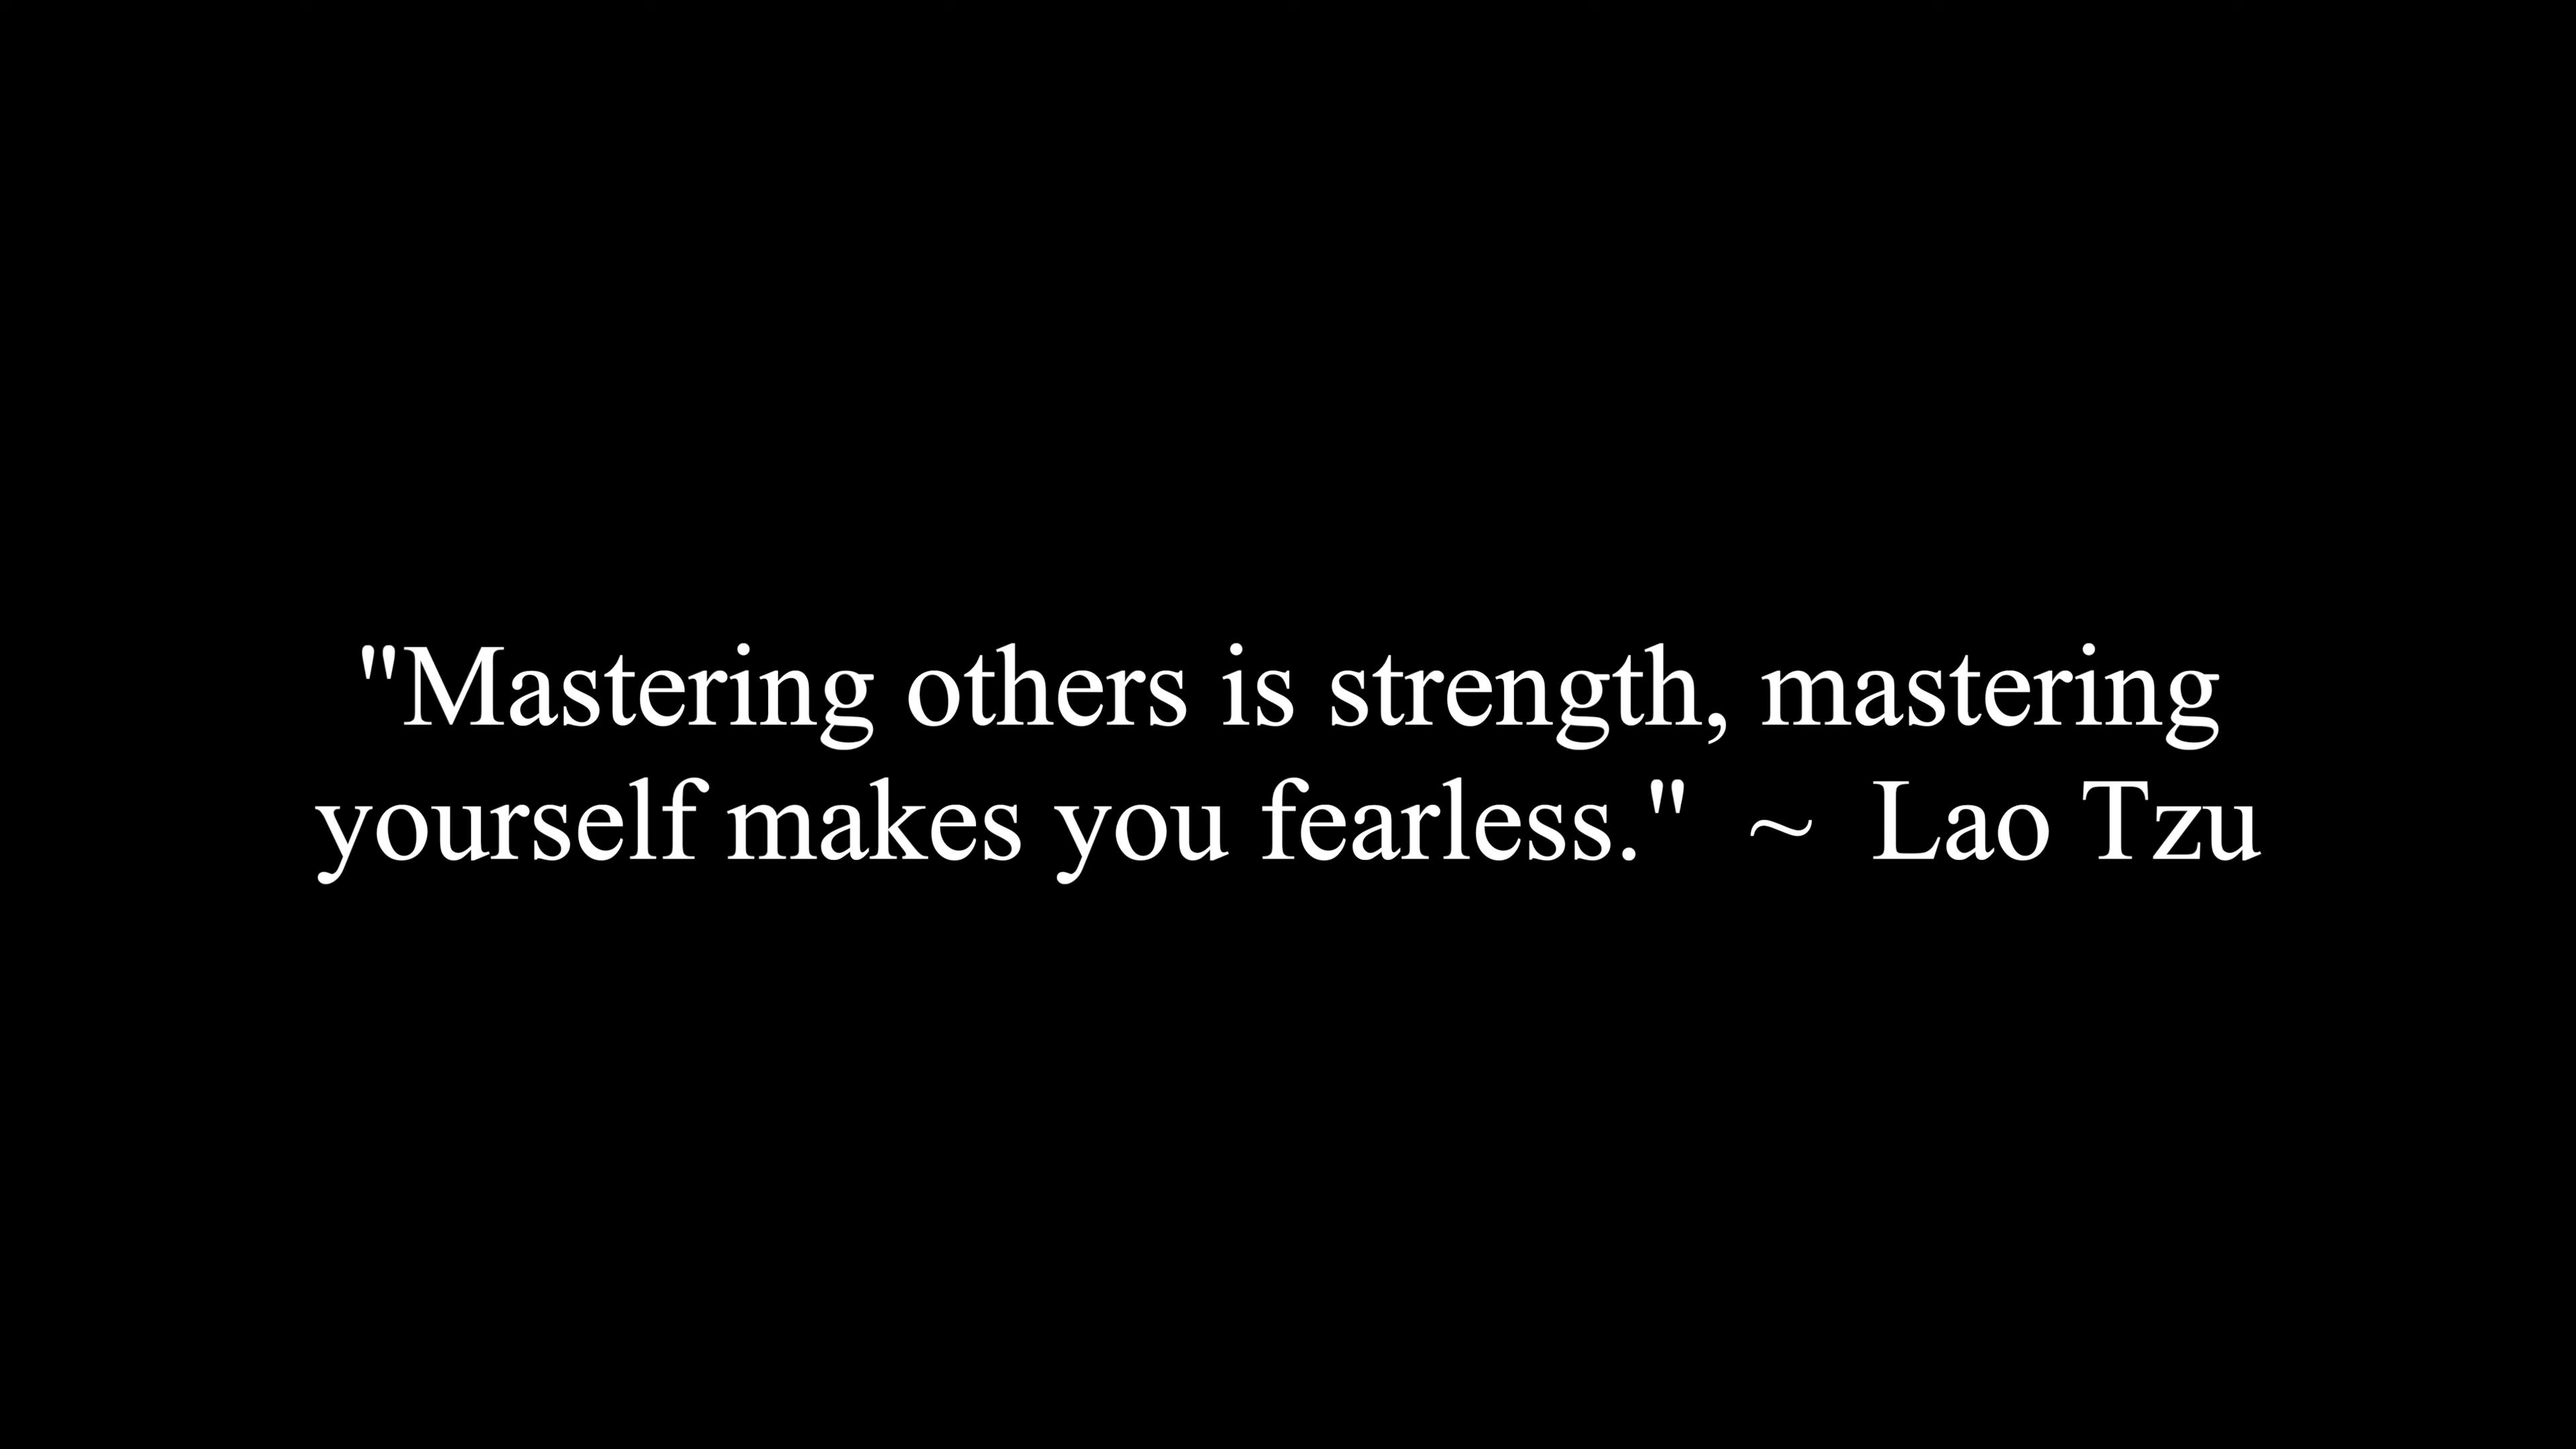 "Mastering others is strength, mastering
yourself makes you fearless."  ~  Lao Tzu